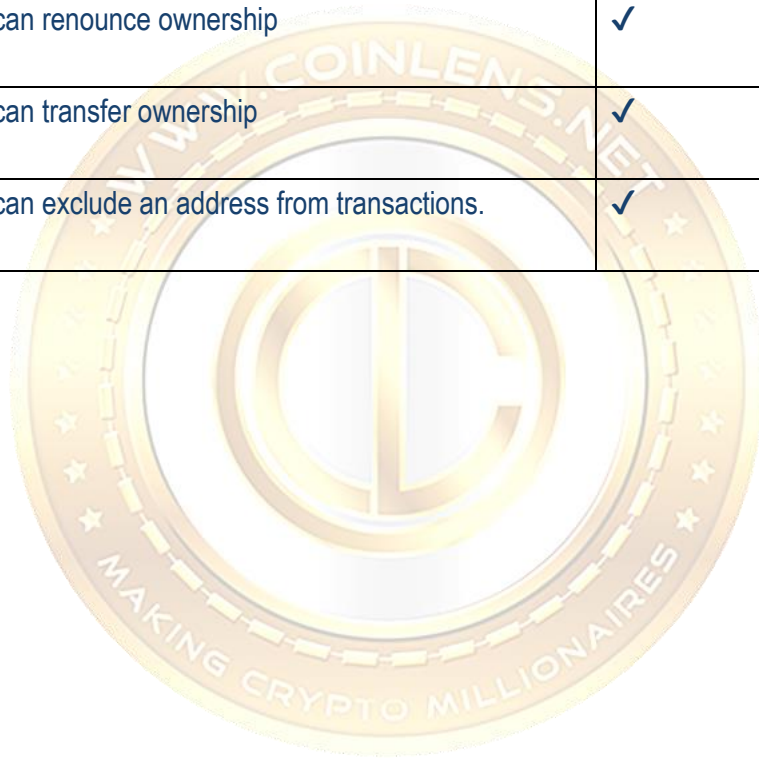 can renounce ownership ✓
can transfer ownership ✓
can exclude an address from transactions. ✓
WWW.COINLENS.NET
MAKING CRYPTO MILLIONAIRES